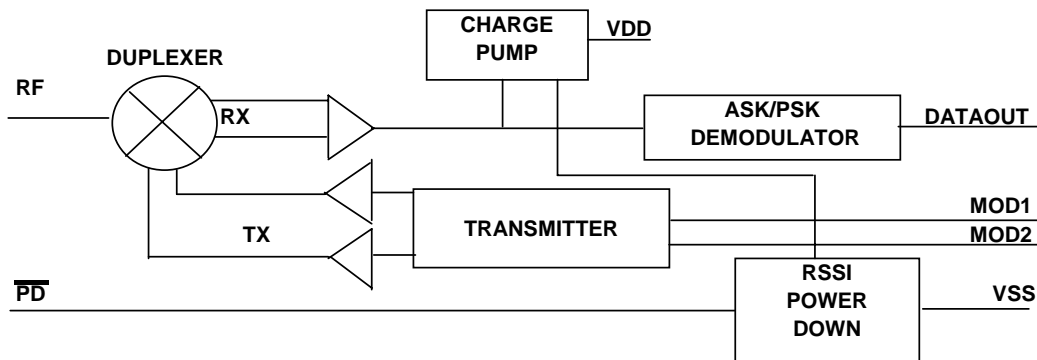 CHARGE
PUMP
VDD
DUPLEXER
RF
RX
ASK/PSK
DEMODULATOR
DATAOUT
TRANSMITTER
MOD1
MOD2
TX
PD
RSSI
POWER
DOWN
VSS